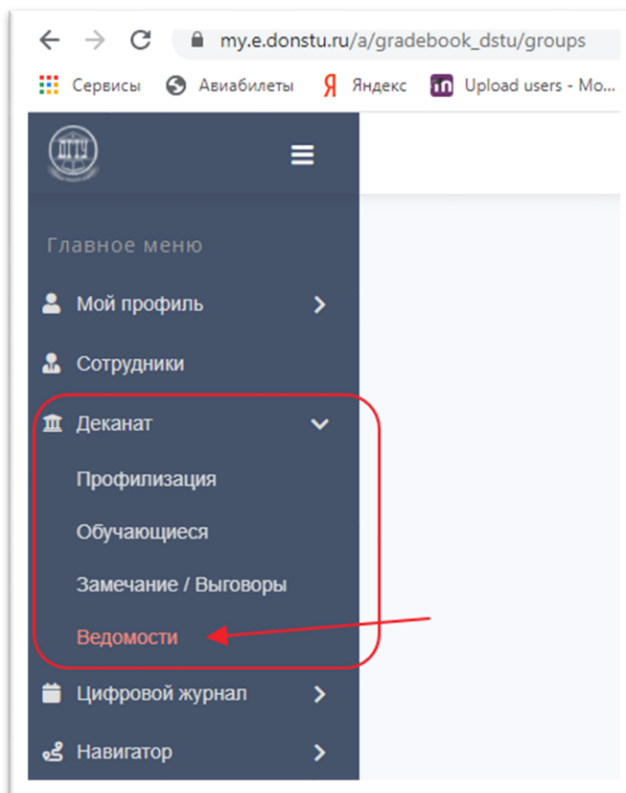 my.e.donstu.ru/a/gradebook_dstu/groups
Сервисы Авиабилеты Яндекс Upload users - Mo...
ДГТУ
Главное меню
Мой профиль
Сотрудники
Деканат
Профилизация
Обучающиеся
Замечание / Выговоры
Ведомости
Цифровой журнал
Навигатор